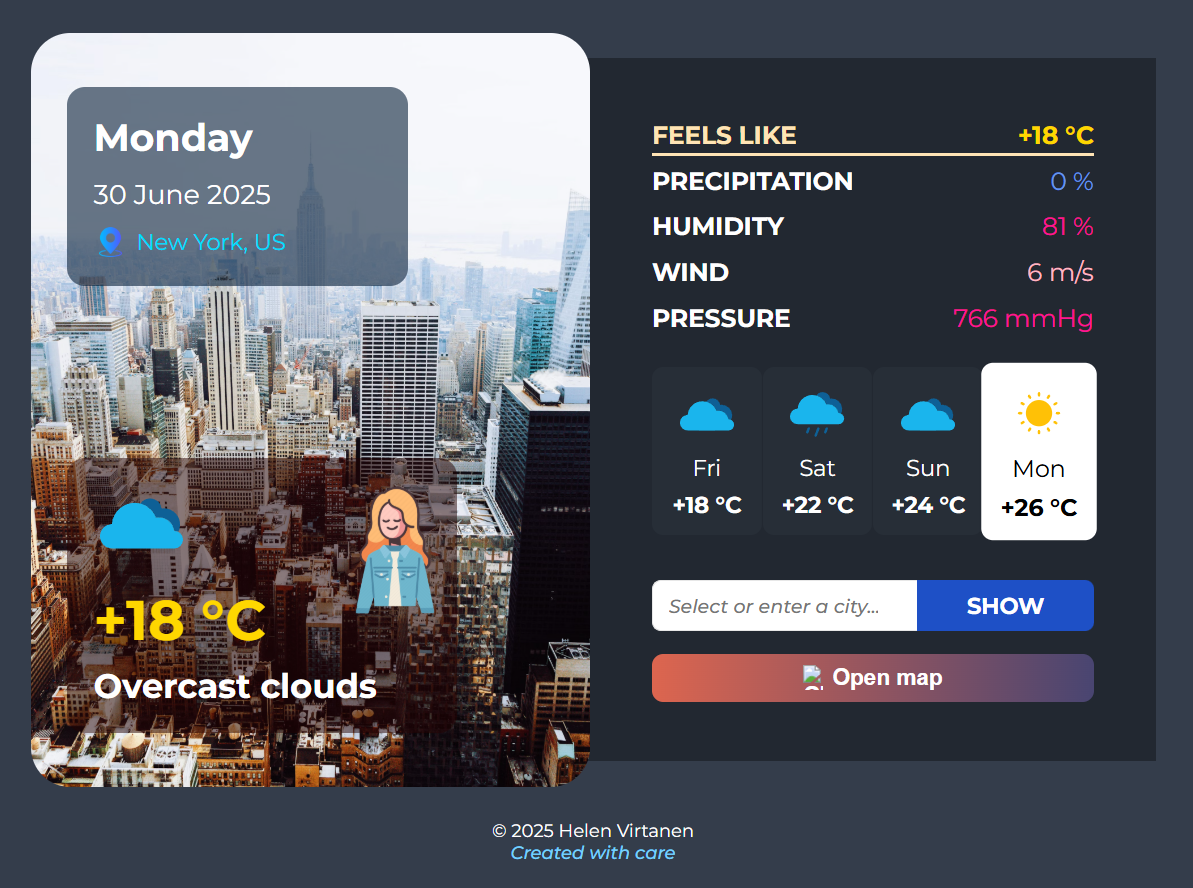 Monday
30 June 2025
New York, US
+18 °C
Overcast clouds
FEELS LIKE +18 °C
PRECIPITATION 0 %
HUMIDITY 81 %
WIND 6 m/s
PRESSURE 766 mmHg
Fri Sat Sun Mon
+18 °C +22 °C +24 °C +26 °C
Select or enter a city... SHOW
Open map
© 2025 Helen Virtanen
Created with care